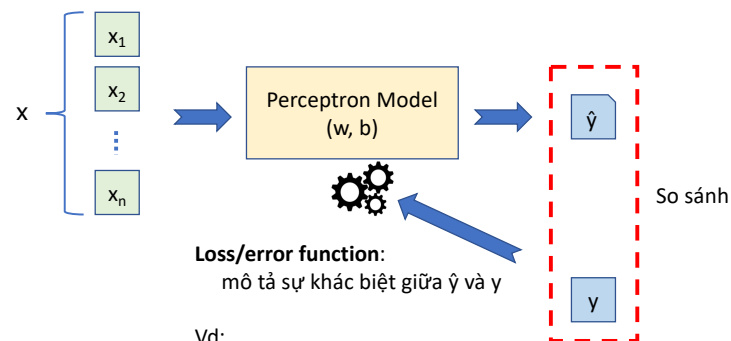 x
x₁
x₂
xₙ
Perceptron Model
(w, b)
ŷ
So sánh
y
Loss/error function:
mô tả sự khác biệt giữa ŷ và y
Vd: